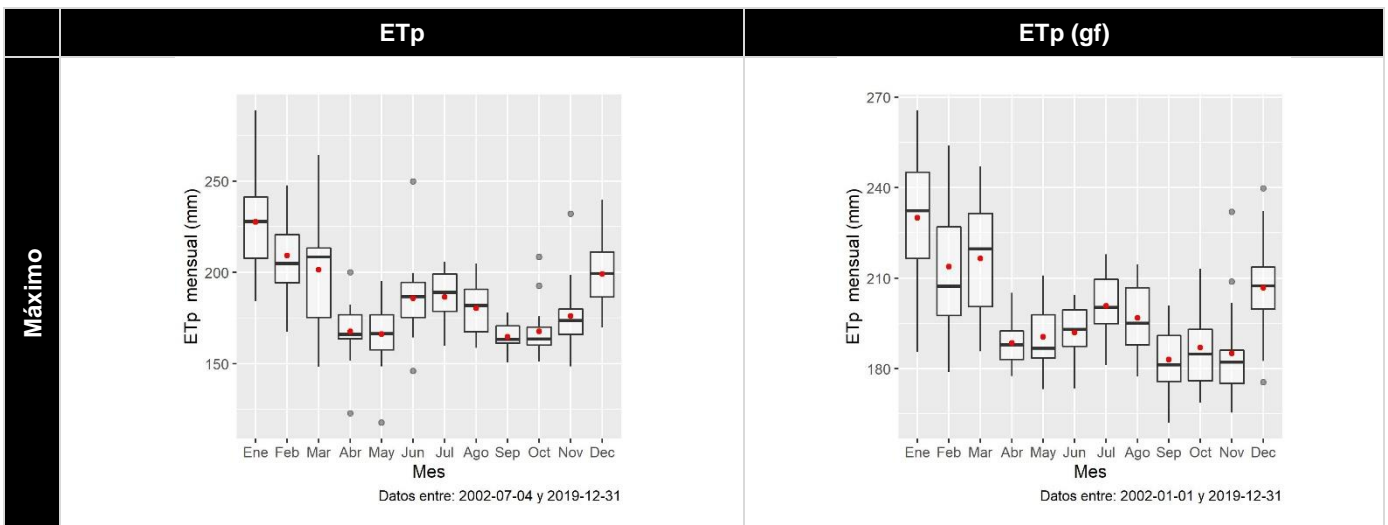 ETp ETp (gf)
Máximo
ETp mensual (mm)
250
200
150
Ene Feb Mar Abr May Jun Jul Ago Sep Oct Nov Dec
Mes
Datos entre: 2002-07-04 y 2019-12-31
ETp mensual (mm)
270
240
210
180
Ene Feb Mar Abr May Jun Jul Ago Sep Oct Nov Dec
Mes
Datos entre: 2002-01-01 y 2019-12-31